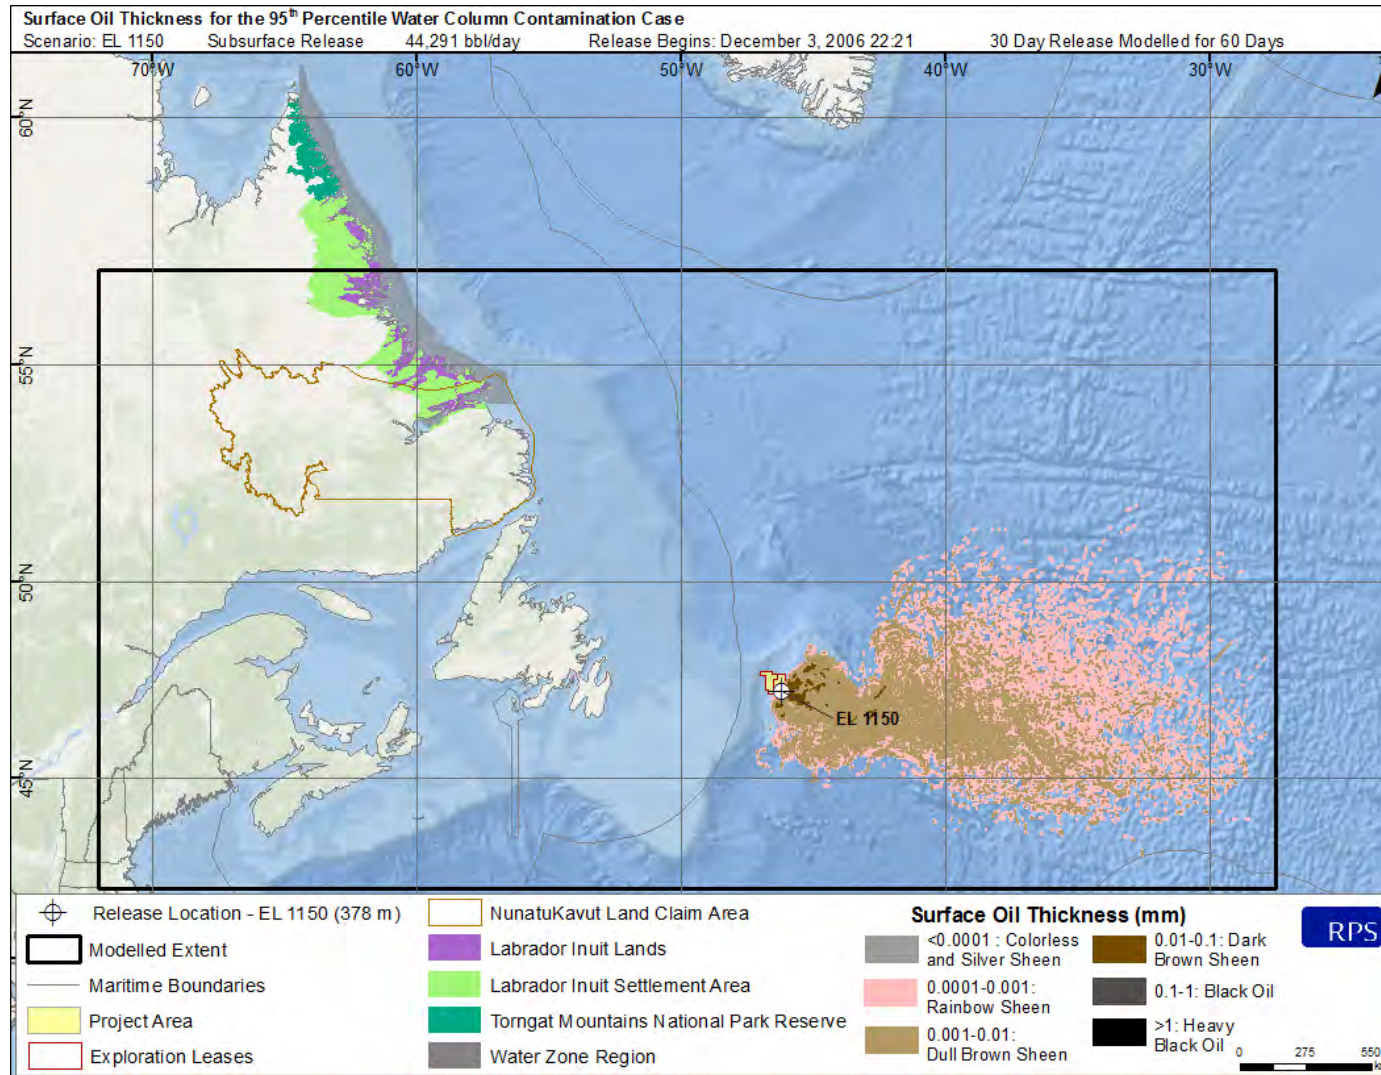 Surface Oil Thickness for the 95th Percentile Water Column Contamination Case
Scenario: EL 1150 Subsurface Release 44,291 bbl/day Release Begins: December 3, 2006 22:21 30 Day Release Modelled for 60 Days
70°W 60°W 50°W 40°W 30°W
60°N
55°N
50°N
45°N
EL 1150
Release Location - EL 1150 (378 m)
Modelled Extent
Maritime Boundaries
Project Area
Exploration Leases
NunatuKavut Land Claim Area
Labrador Inuit Lands
Labrador Inuit Settlement Area
Torngat Mountains National Park Reserve
Water Zone Region
Surface Oil Thickness (mm)
<0.0001 : Colorless
and Silver Sheen
0.0001-0.001:
Rainbow Sheen
0.001-0.01:
Dull Brown Sheen
0.01-0.1: Dark
Brown Sheen
0.1-1: Black Oil
>1: Heavy
Black Oil
RPS
0 275 550